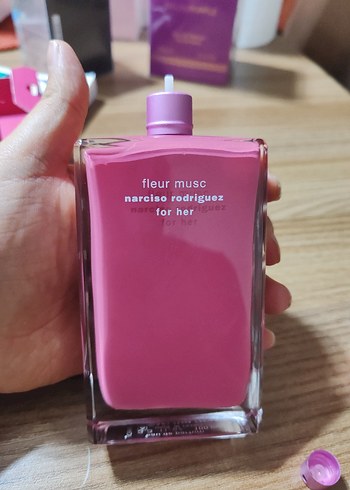 fleur musc
narciso rodriguez
for her